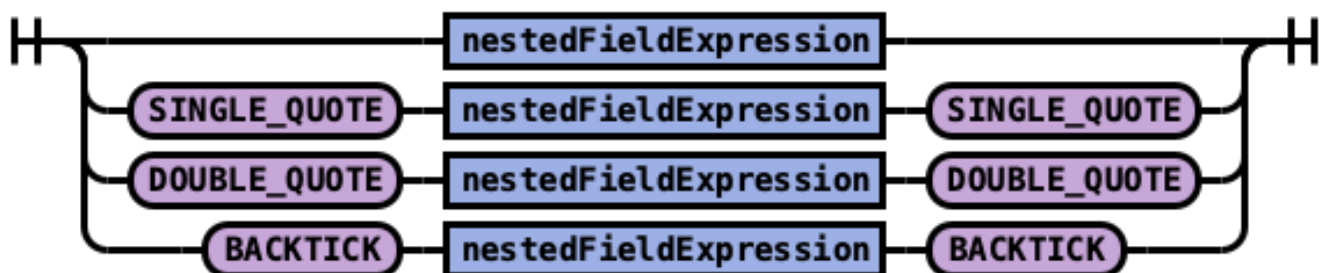 nestedFieldExpression
SINGLE_QUOTE nestedFieldExpression SINGLE_QUOTE
DOUBLE_QUOTE nestedFieldExpression DOUBLE_QUOTE
BACKTICK nestedFieldExpression BACKTICK